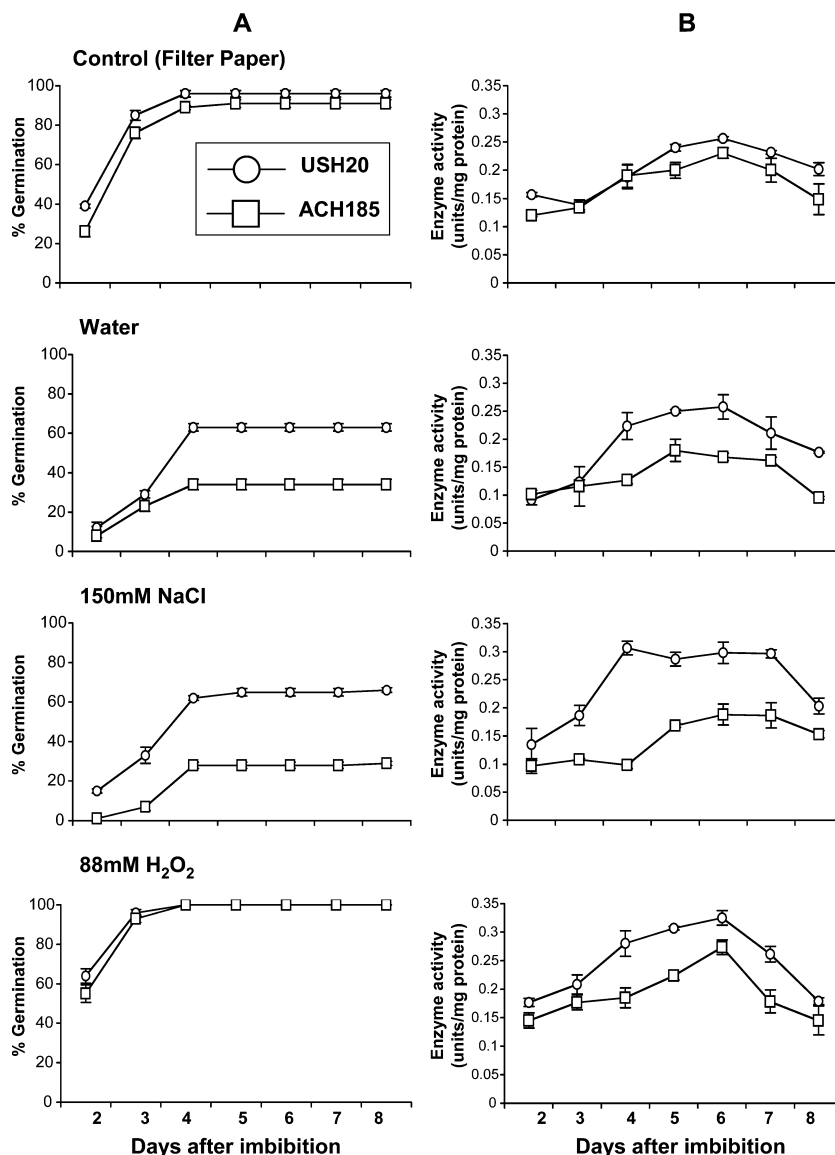 A
B
Control (Filter Paper)
% Germination
100
80
60
40
20
0
USH20
ACH185
Enzyme activity
(units/mg protein)
0.35
0.3
0.25
0.2
0.15
0.1
0.05
0
Water
% Germination
100
80
60
40
20
0
Enzyme activity
(units/mg protein)
0.35
0.3
0.25
0.2
0.15
0.1
0.05
0
150mM NaCl
% Germination
100
80
60
40
20
0
Enzyme activity
(units/mg protein)
0.35
0.3
0.25
0.2
0.15
0.1
0.05
0
88mM H₂O₂
% Germination
100
80
60
40
20
0
2 3 4 5 6 7 8
Days after imbibition
Enzyme activity
(units/mg protein)
0.35
0.3
0.25
0.2
0.15
0.1
0.05
0
2 3 4 5 6 7 8
Days after imbibition